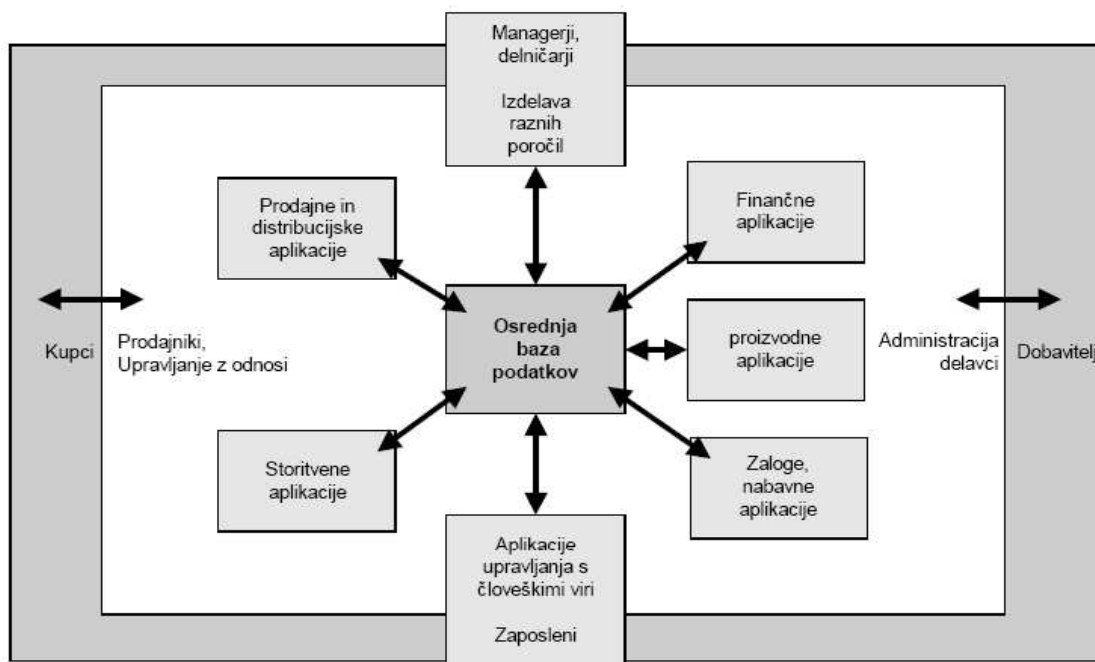 Managerji,
delničarji
Izdelava
raznih
poročil
Prodajne in
distribucijske
aplikacije
Finančne
aplikacije
Kupci
Prodajniki,
Upravljanje z odnosi
Osrednja
baza
podatkov
proizvodne
aplikacije
Administracija
delavci
Dobavitelj
Storitvene
aplikacije
Zaloge,
nabavne
aplikacije
Aplikacije
upravljanja s
človeškimi viri
Zaposleni